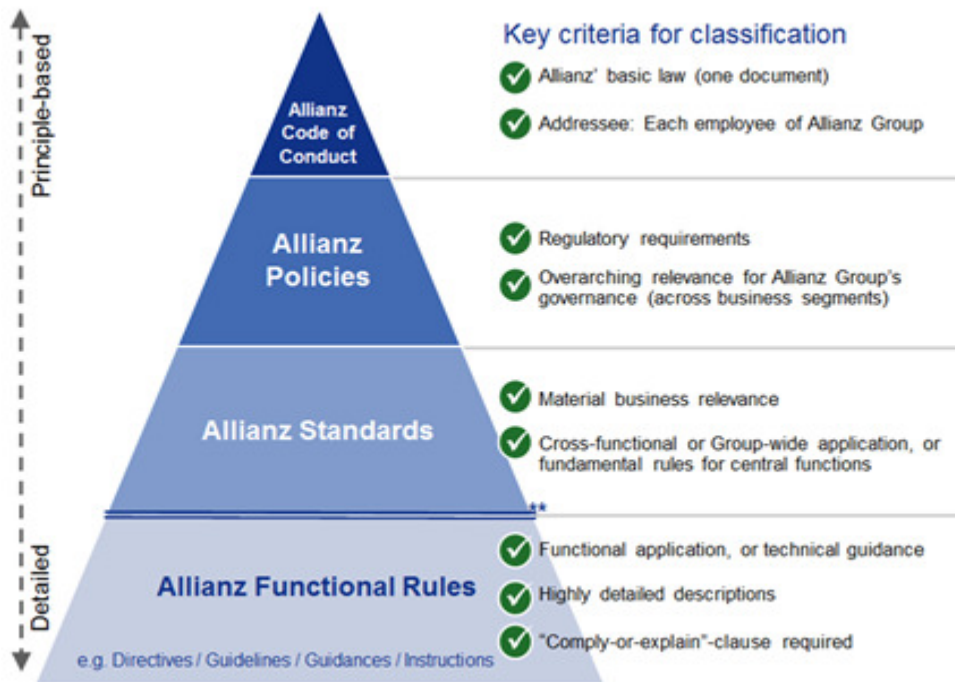 Principle-based
Detailed
Allianz
Code of
Conduct
Allianz
Policies
Allianz Standards
**
Allianz Functional Rules
e.g. Directives / Guidelines / Guidances / Instructions
Key criteria for classification
Allianz' basic law (one document)
Addressee: Each employee of Allianz Group
Regulatory requirements
Overarching relevance for Allianz Group's
governance (across business segments)
Material business relevance
Cross-functional or Group-wide application, or
fundamental rules for central functions
Functional application, or technical guidance
Highly detailed descriptions
"Comply-or-explain"-clause required